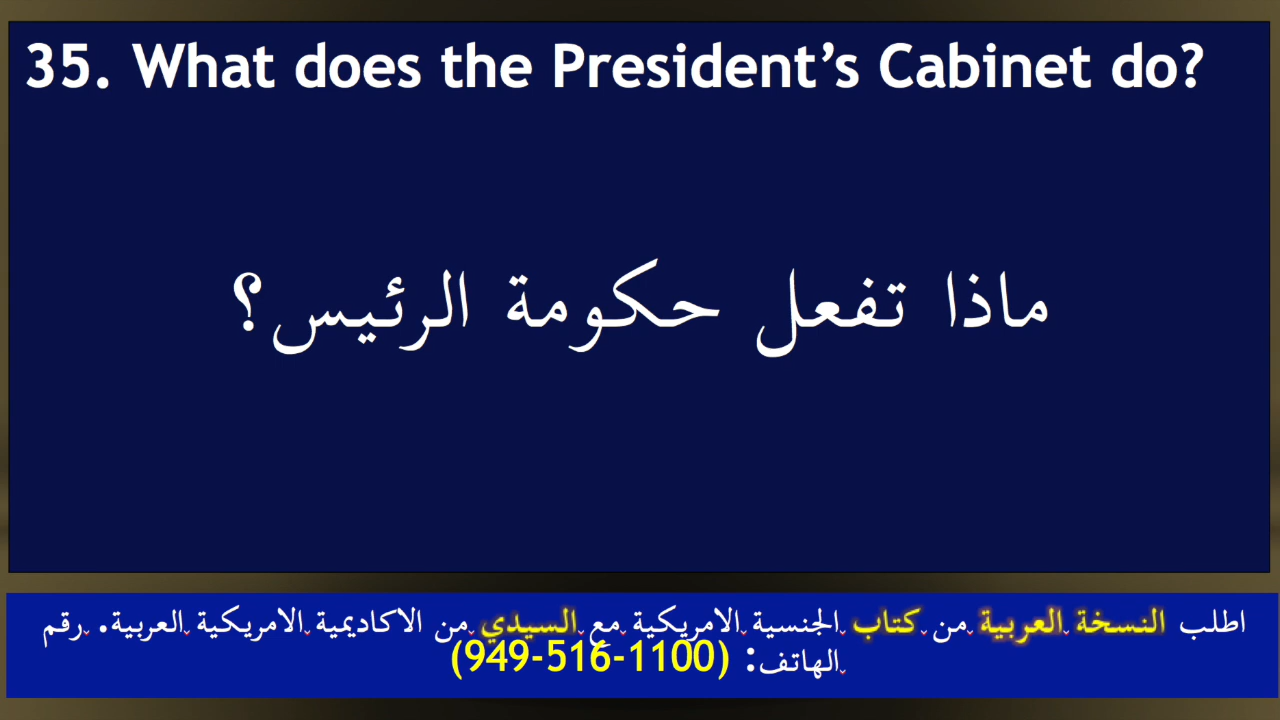 35. What does the President’s Cabinet do?
ماذا تفعل حكومة الرئيس؟
اطلب النسخة العربية من كتاب الجنسية الامريكية مع السيدي من الاكاديمية الامريكية العربية. رقم
الهاتف: (949-516-1100)